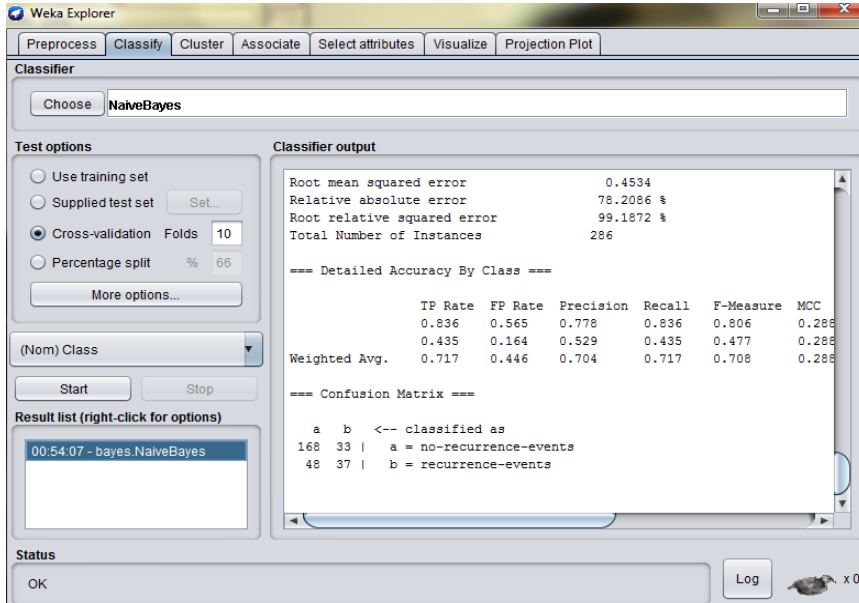 Weka Explorer
Preprocess Classify Cluster Associate Select attributes Visualize Projection Plot
Classifier
Choose NaiveBayes
Test options
Use training set
Supplied test set Set...
Cross-validation Folds 10
Percentage split % 66
More options...
(Nom) Class
Start Stop
Result list (right-click for options)
00:54:07 - bayes.NaiveBayes
Classifier output
Root mean squared error 0.4534
Relative absolute error 78.2086 %
Root relative squared error 99.1872 %
Total Number of Instances 286
=== Detailed Accuracy By Class ===
TP Rate FP Rate Precision Recall F-Measure MCC
0.836 0.565 0.778 0.836 0.806 0.288
0.435 0.164 0.529 0.435 0.477 0.288
Weighted Avg. 0.717 0.446 0.704 0.717 0.708 0.288
=== Confusion Matrix ===
a b <-- classified as
168 33 | a = no-recurrence-events
48 37 | b = recurrence-events
Status
OK
Log x 0